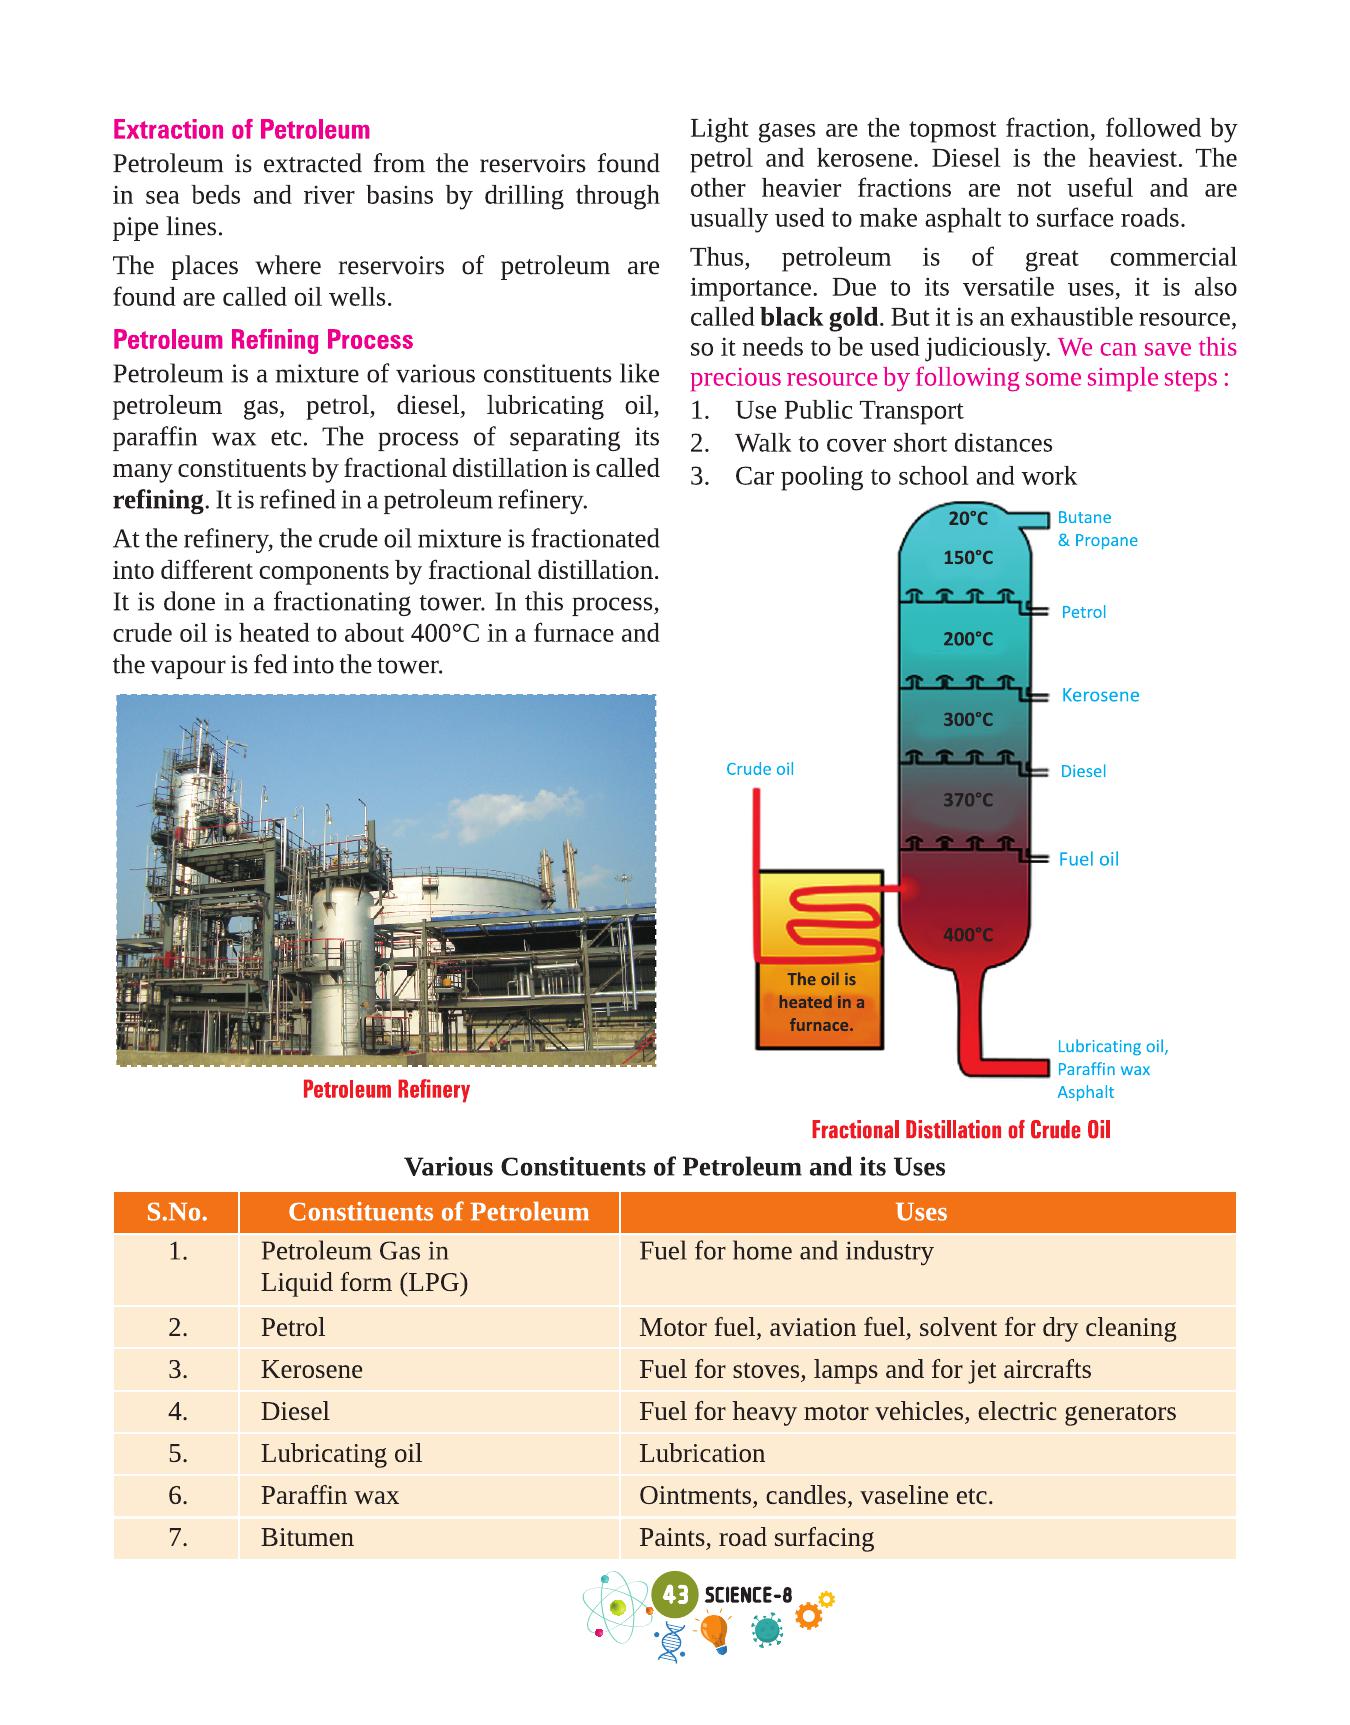 Extraction of Petroleum
Petroleum is extracted from the reservoirs found
in sea beds and river basins by drilling through
pipe lines.
The places where reservoirs of petroleum are
found are called oil wells.
Petroleum Refining Process
Petroleum is a mixture of various constituents like
petroleum gas, petrol, diesel, lubricating oil,
paraffin wax etc. The process of separating its
many constituents by fractional distillation is called
refining. It is refined in a petroleum refinery.
At the refinery, the crude oil mixture is fractionated
into different components by fractional distillation.
It is done in a fractionating tower. In this process,
crude oil is heated to about 400°C in a furnace and
the vapour is fed into the tower.
Petroleum Refinery
Light gases are the topmost fraction, followed by
petrol and kerosene. Diesel is the heaviest. The
other heavier fractions are not useful and are
usually used to make asphalt to surface roads.
Thus, petroleum is of great commercial
importance. Due to its versatile uses, it is also
called black gold. But it is an exhaustible resource,
so it needs to be used judiciously. We can save this
precious resource by following some simple steps :
1. Use Public Transport
2. Walk to cover short distances
3. Car pooling to school and work
20°C
Butane
& Propane
150°C
Petrol
200°C
Kerosene
300°C
Crude oil
Diesel
370°C
Fuel oil
400°C
The oil is
heated in a
furnace.
Lubricating oil,
Paraffin wax
Asphalt
Fractional Distillation of Crude Oil
Various Constituents of Petroleum and its Uses
S.No. Constituents of Petroleum Uses
1. Petroleum Gas in Fuel for home and industry
Liquid form (LPG)
2. Petrol Motor fuel, aviation fuel, solvent for dry cleaning
3. Kerosene Fuel for stoves, lamps and for jet aircrafts
4. Diesel Fuel for heavy motor vehicles, electric generators
5. Lubricating oil Lubrication
6. Paraffin wax Ointments, candles, vaseline etc.
7. Bitumen Paints, road surfacing
43 SCIENCE-8